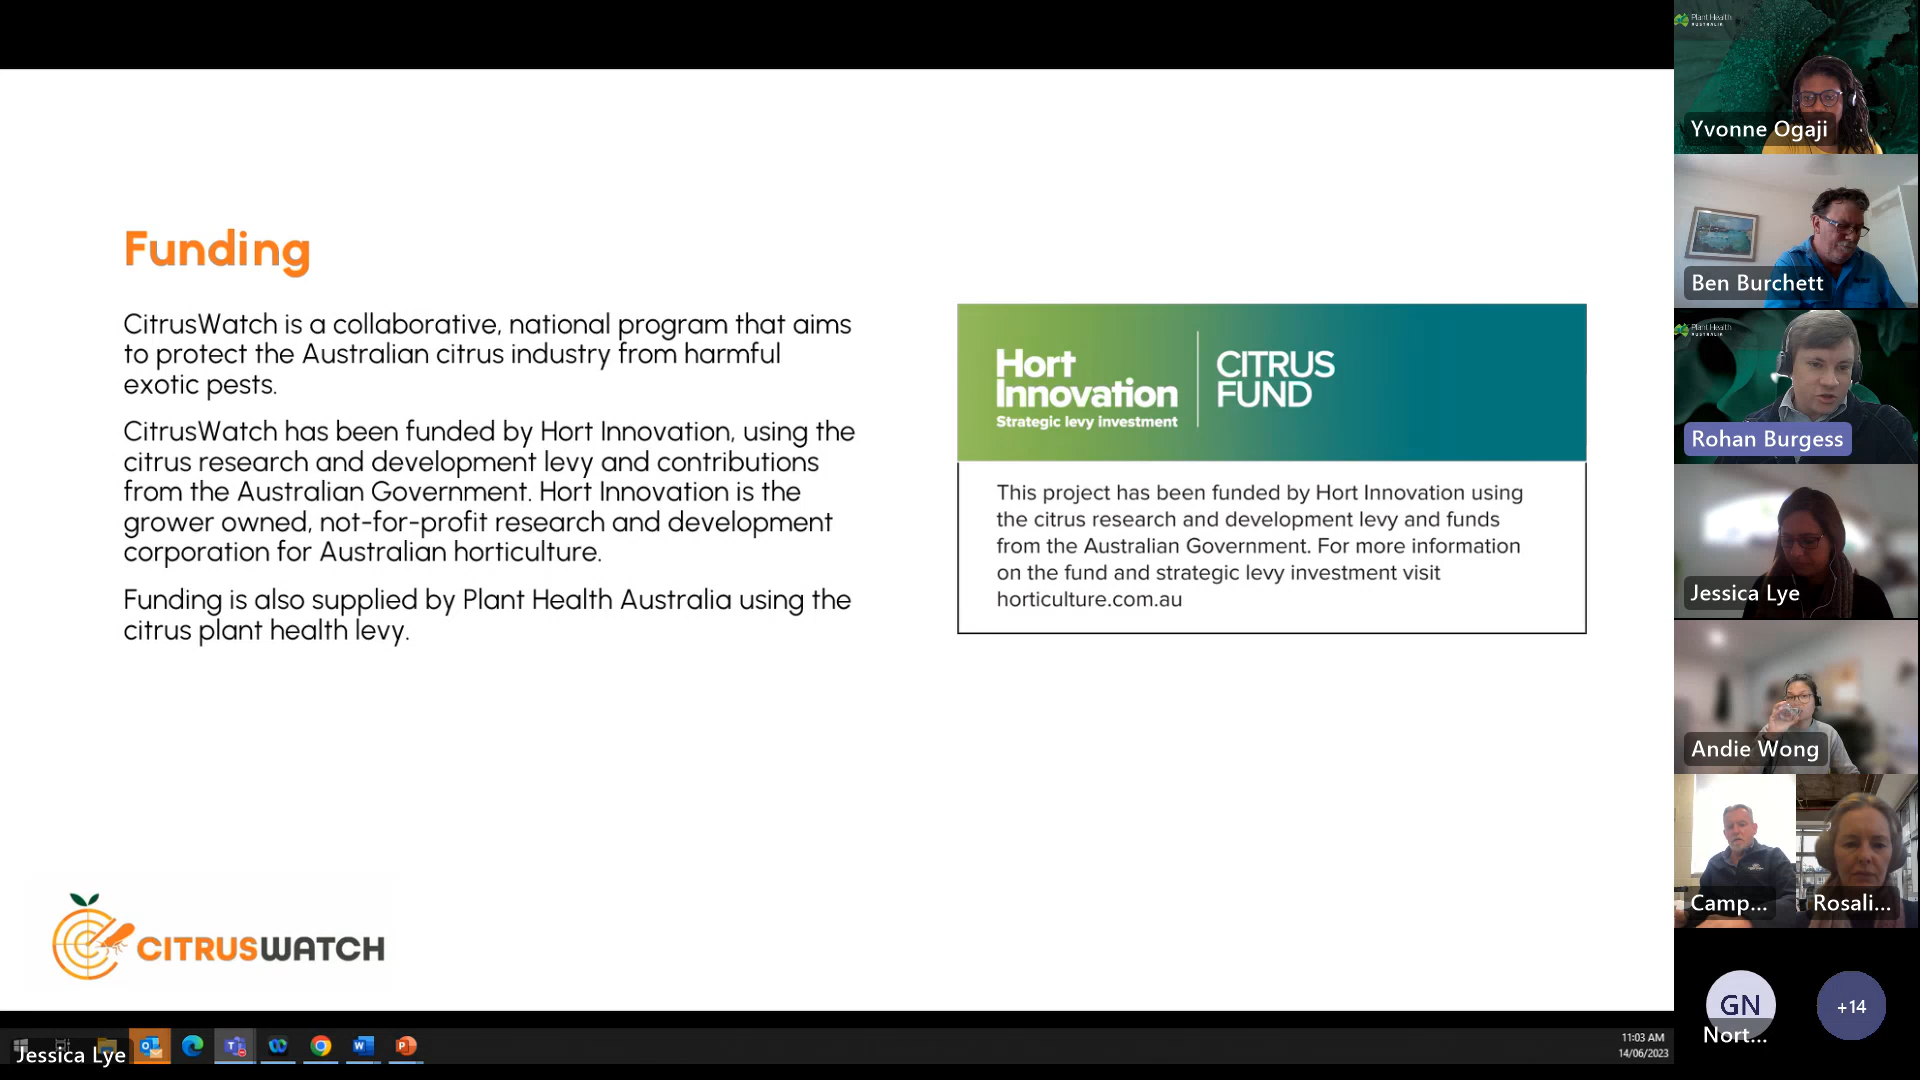 Funding
CitrusWatch is a collaborative, national program that aims
to protect the Australian citrus industry from harmful
exotic pests.
CitrusWatch has been funded by Hort Innovation, using the
citrus research and development levy and contributions
from the Australian Government. Hort Innovation is the
grower owned, not-for-profit research and development
corporation for Australian horticulture.
Funding is also supplied by Plant Health Australia using the
citrus plant health levy.
Hort
Innovation
Strategic levy investment
CITRUS
FUND
This project has been funded by Hort Innovation using
the citrus research and development levy and funds
from the Australian Government. For more information
on the fund and strategic levy investment visit
horticulture.com.au
CITRUSWATCH
Jessica Lye
11:03 AM
14/06/2023
Plant Health
AUSTRALIA
Yvonne Ogaji
Ben Burchett
Plant Health
AUSTRALIA
Rohan Burgess
Jessica Lye
Andie Wong
Camp...
Rosali...
GN
Nort...
+14